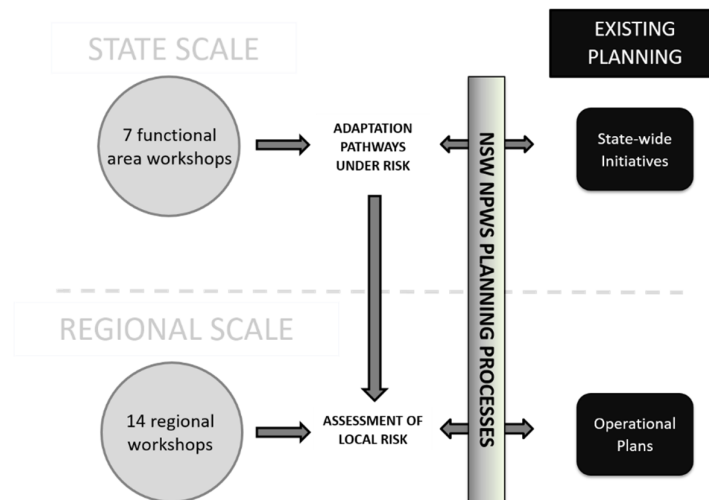 STATE SCALE
EXISTING
PLANNING
7 functional
area workshops
ADAPTATION
PATHWAYS
UNDER RISK
NSW NPWS PLANNING PROCESSES
State-wide
Initiatives
REGIONAL SCALE
14 regional
workshops
ASSESSMENT OF
LOCAL RISK
Operational
Plans